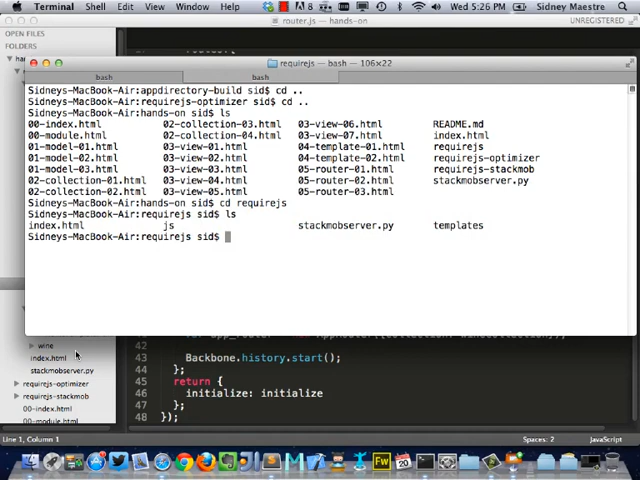 Terminal Shell Edit View Window Help 8 Wed 5:26 PM Sidney Maestre
router.js — hands-on UNREGISTERED
OPEN FILES
FOLDERS
requirejs — bash — 106×22
bash bash
Sidneys-MacBook-Air:appdirectory-build sid$ cd ..
Sidneys-MacBook-Air:requirejs-optimizer sid$ cd ..
Sidneys-MacBook-Air:hands-on sid$ ls
00-index.html 02-collection-03.html 03-view-06.html README.md
00-module.html 02-collection-04.html 03-view-07.html index.html
01-model-01.html 03-view-01.html 04-template-01.html requirejs
01-model-02.html 03-view-02.html 04-template-02.html requirejs-optimizer
01-model-03.html 03-view-03.html 05-router-01.html requirejs-stackmob
02-collection-01.html 03-view-04.html 05-router-02.html stackmobserver.py
02-collection-02.html 03-view-05.html 05-router-03.html
Sidneys-MacBook-Air:hands-on sid$ cd requirejs
Sidneys-MacBook-Air:requirejs sid$ ls
index.html js stackmobserver.py templates
Sidneys-MacBook-Air:requirejs sid$
wine
index.html
stackmobserver.py
requirejs-optimizer
requirejs-stackmob
00-index.html
00-module.html
42
43 Backbone.history.start();
44 };
45 return {
46 initialize: initialize
47 };
48 });
Line 1, Column 1 Spaces: 2 JavaScript